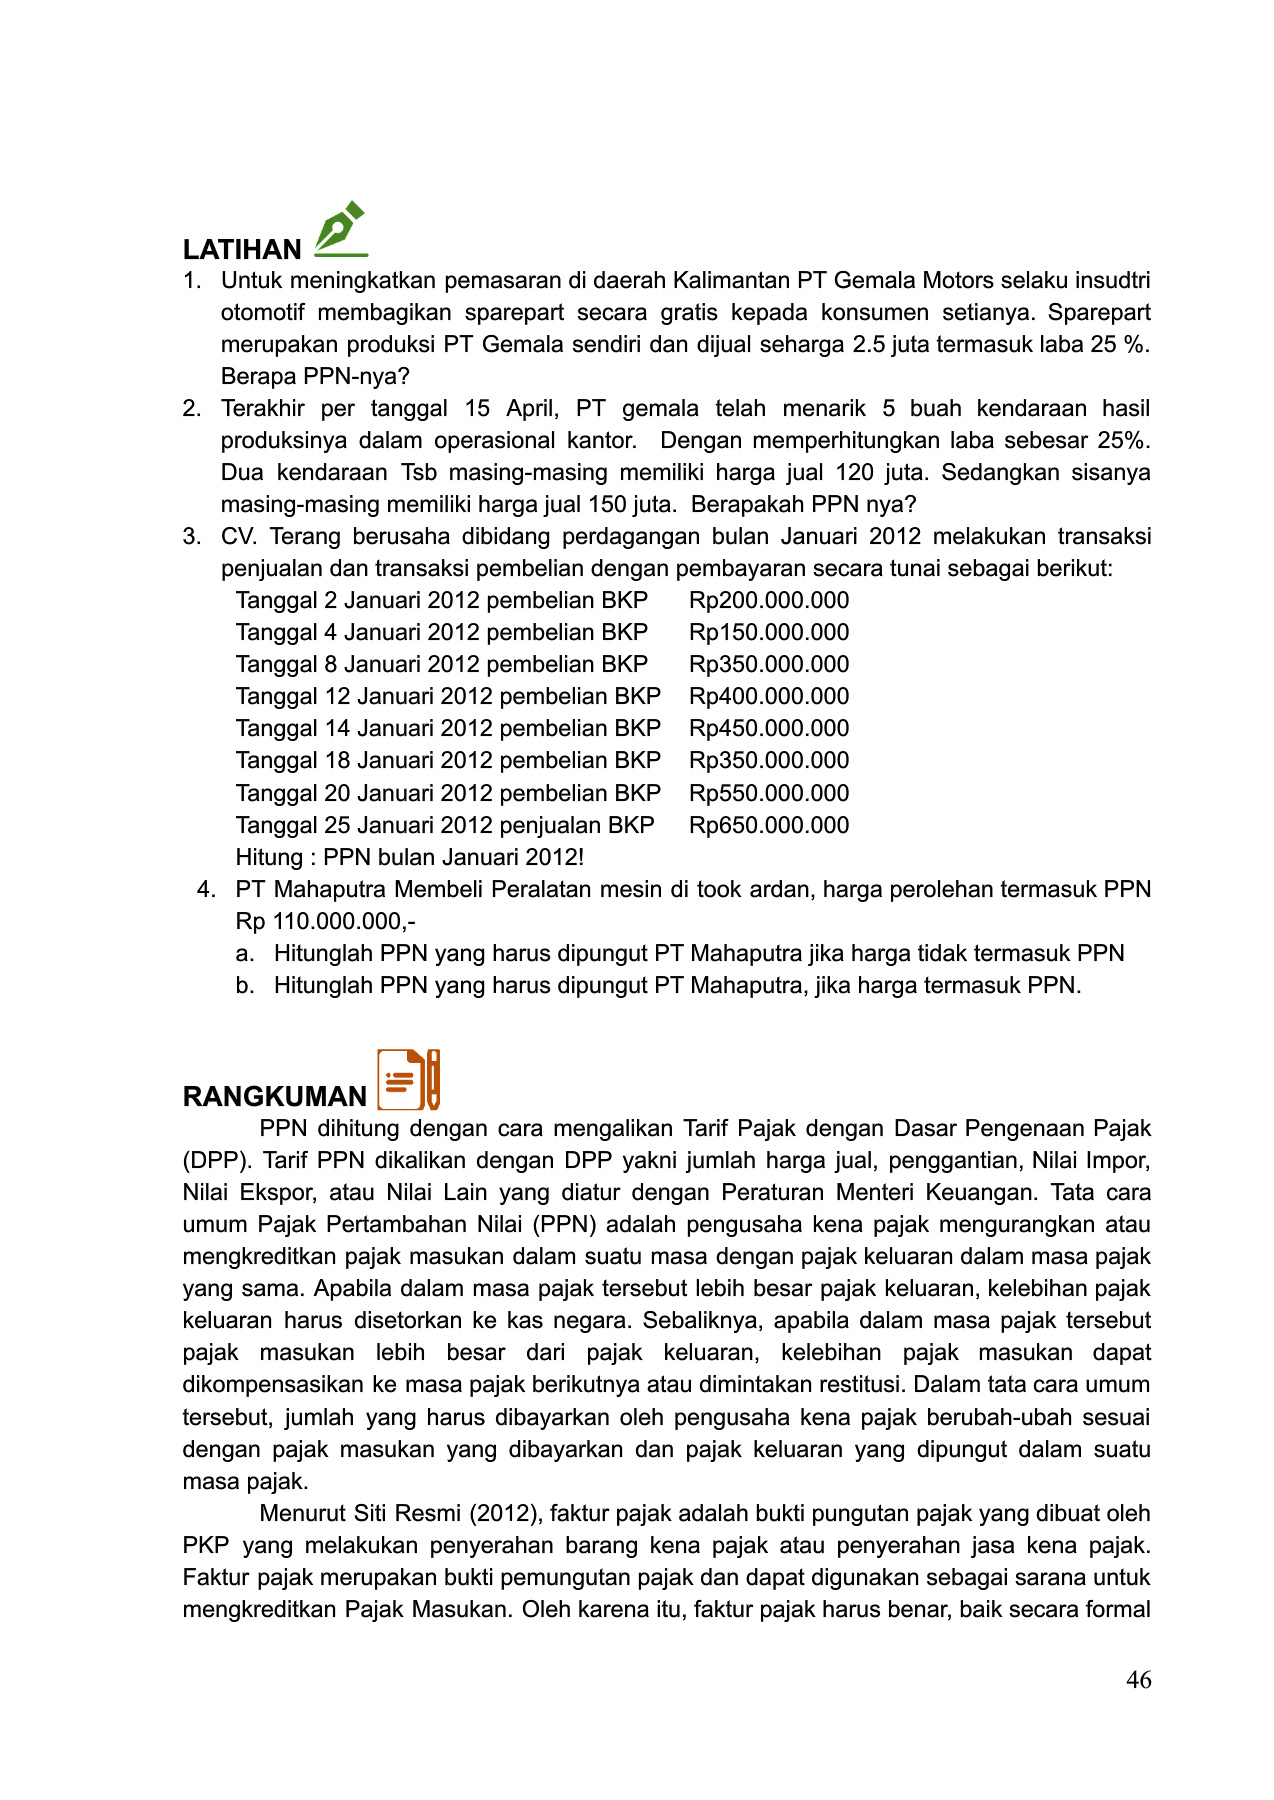 LATIHAN
1. Untuk meningkatkan pemasaran di daerah Kalimantan PT Gemala Motors selaku insudtri
otomotif membagikan sparepart secara gratis kepada konsumen setianya. Sparepart
merupakan produksi PT Gemala sendiri dan dijual seharga 2.5 juta termasuk laba 25 %.
Berapa PPN-nya?
2. Terakhir per tanggal 15 April, PT gemala telah menarik 5 buah kendaraan hasil
produksinya dalam operasional kantor. Dengan memperhitungkan laba sebesar 25%.
Dua kendaraan Tsb masing-masing memiliki harga jual 120 juta. Sedangkan sisanya
masing-masing memiliki harga jual 150 juta. Berapakah PPN nya?
3. CV. Terang berusaha dibidang perdagangan bulan Januari 2012 melakukan transaksi
penjualan dan transaksi pembelian dengan pembayaran secara tunai sebagai berikut:
Tanggal 2 Januari 2012 pembelian BKP Rp200.000.000
Tanggal 4 Januari 2012 pembelian BKP Rp150.000.000
Tanggal 8 Januari 2012 pembelian BKP Rp350.000.000
Tanggal 12 Januari 2012 pembelian BKP Rp400.000.000
Tanggal 14 Januari 2012 pembelian BKP Rp450.000.000
Tanggal 18 Januari 2012 pembelian BKP Rp350.000.000
Tanggal 20 Januari 2012 pembelian BKP Rp550.000.000
Tanggal 25 Januari 2012 penjualan BKP Rp650.000.000
Hitung : PPN bulan Januari 2012!
4. PT Mahaputra Membeli Peralatan mesin di took ardan, harga perolehan termasuk PPN
Rp 110.000.000,-
a. Hitunglah PPN yang harus dipungut PT Mahaputra jika harga tidak termasuk PPN
b. Hitunglah PPN yang harus dipungut PT Mahaputra, jika harga termasuk PPN.
RANGKUMAN
PPN dihitung dengan cara mengalikan Tarif Pajak dengan Dasar Pengenaan Pajak
(DPP). Tarif PPN dikalikan dengan DPP yakni jumlah harga jual, penggantian, Nilai Impor,
Nilai Ekspor, atau Nilai Lain yang diatur dengan Peraturan Menteri Keuangan. Tata cara
umum Pajak Pertambahan Nilai (PPN) adalah pengusaha kena pajak mengurangkan atau
mengkreditkan pajak masukan dalam suatu masa dengan pajak keluaran dalam masa pajak
yang sama. Apabila dalam masa pajak tersebut lebih besar pajak keluaran, kelebihan pajak
keluaran harus disetorkan ke kas negara. Sebaliknya, apabila dalam masa pajak tersebut
pajak masukan lebih besar dari pajak keluaran, kelebihan pajak masukan dapat
dikompensasikan ke masa pajak berikutnya atau dimintakan restitusi. Dalam tata cara umum
tersebut, jumlah yang harus dibayarkan oleh pengusaha kena pajak berubah-ubah sesuai
dengan pajak masukan yang dibayarkan dan pajak keluaran yang dipungut dalam suatu
masa pajak.
Menurut Siti Resmi (2012), faktur pajak adalah bukti pungutan pajak yang dibuat oleh
PKP yang melakukan penyerahan barang kena pajak atau penyerahan jasa kena pajak.
Faktur pajak merupakan bukti pemungutan pajak dan dapat digunakan sebagai sarana untuk
mengkreditkan Pajak Masukan. Oleh karena itu, faktur pajak harus benar, baik secara formal
46